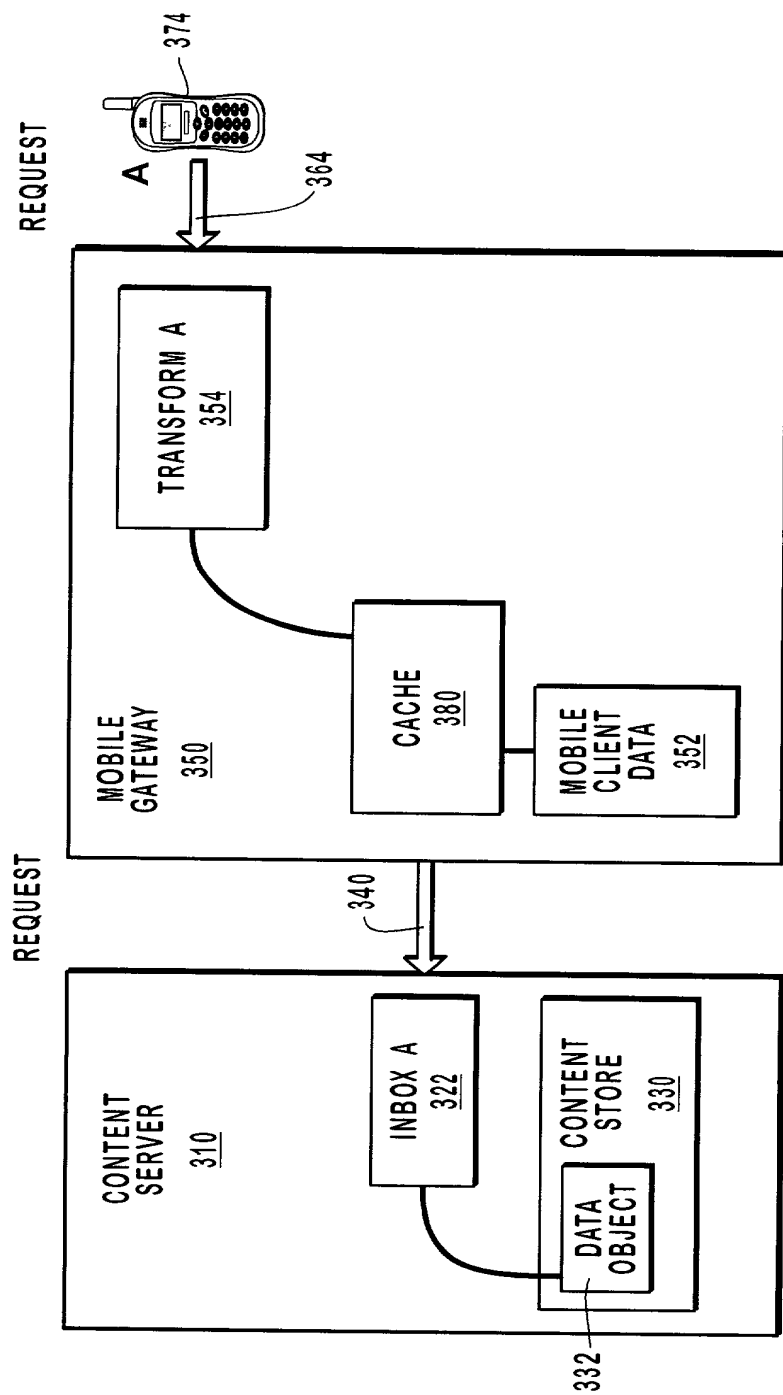 REQUEST
REQUEST
CONTENT
SERVER
310
INBOX A
322
CONTENT
STORE
330
DATA
OBJECT
332
340
MOBILE
GATEWAY
350
TRANSFORM A
354
CACHE
380
MOBILE
CLIENT
DATA
352
A
364
374